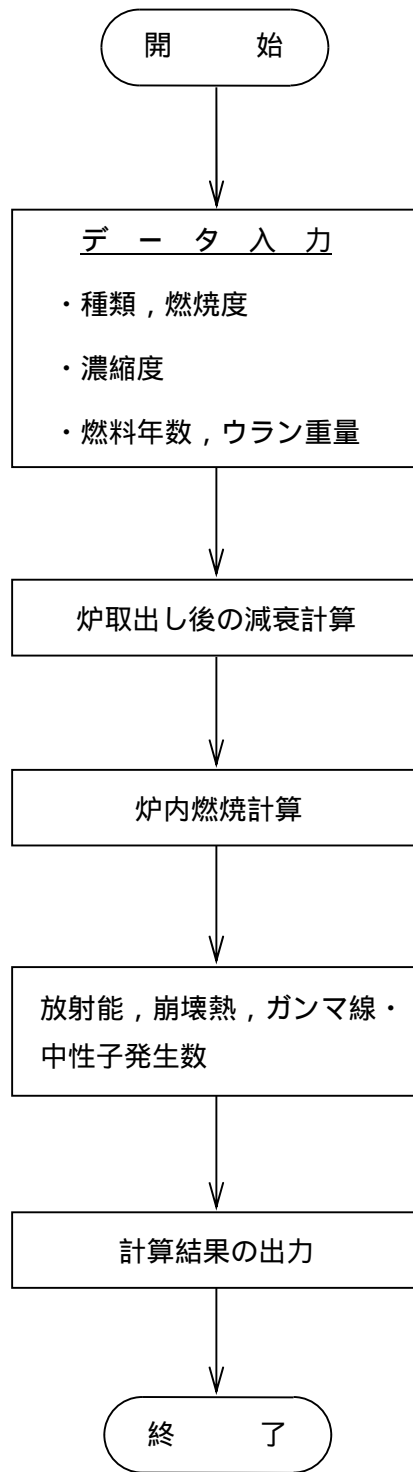 開　始
データ入力
・種類，燃焼度
・濃縮度
・燃料年数，ウラン重量
炉取出し後の減衰計算
炉内燃焼計算
放射能，崩壊熱，ガンマ線・
中性子発生数
計算結果の出力
終　了